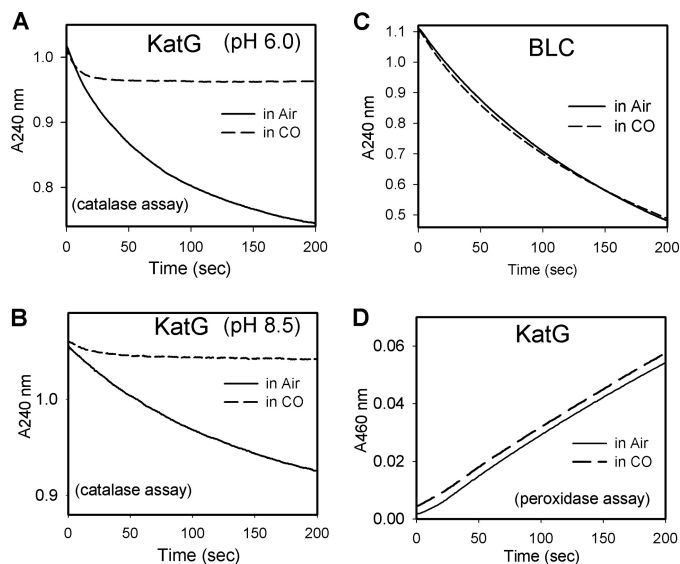 A
KatG (pH 6.0)
A240 nm
1.0
0.9
0.8
in Air
in CO
(catalase assay)
0 50 100 150 200
Time (sec)
B
KatG (pH 8.5)
A240 nm
1.0
0.9
in Air
in CO
(catalase assay)
0 50 100 150 200
Time (sec)
C
BLC
A240 nm
1.1
1.0
0.9
0.8
0.7
0.6
0.5
in Air
in CO
0 50 100 150 200
Time (sec)
D
KatG
A460 nm
0.06
0.04
0.02
0.00
in Air
in CO
(peroxidase assay)
0 50 100 150 200
Time (sec)